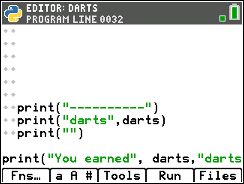 EDITOR: DARTS
PROGRAM LINE 0032
print("----------")
print("darts",darts)
print("")
print("You earned", darts,"darts
Fns… a A # Tools Run Files